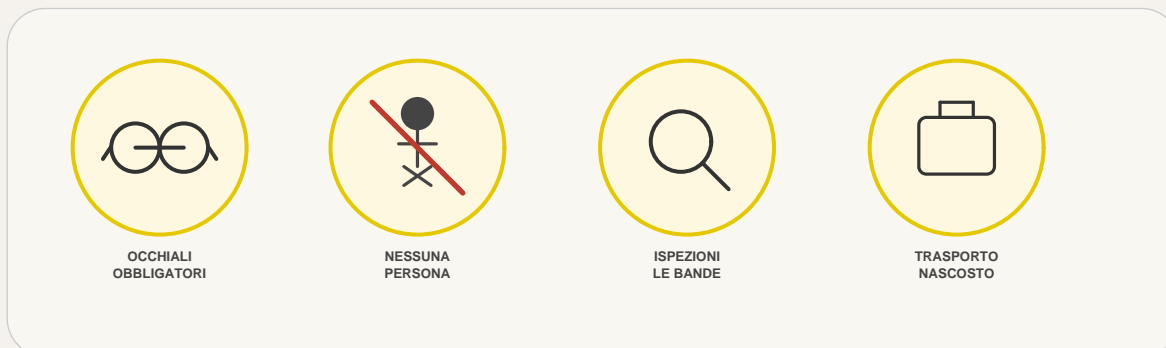 OCCHIALI
OBBLIGATORI
NESSUNA
PERSONA
ISPEZIONI
LE BANDE
TRASPORTO
NASCOSTO